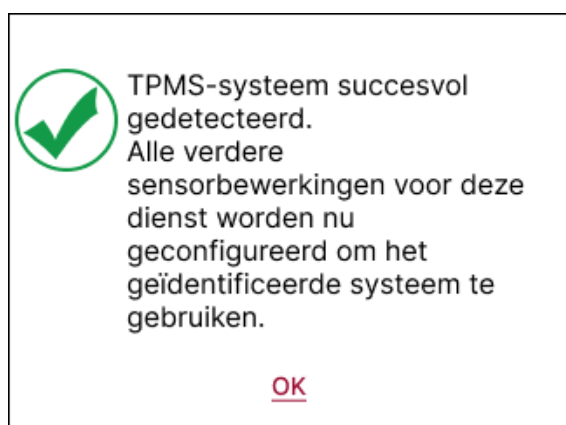 TPMS-systeem succesvol
gedetecteerd.
Alle verdere
sensorbewerkingen voor deze
dienst worden nu
geconfigureerd om het
geïdentificeerde systeem te
gebruiken.
OK